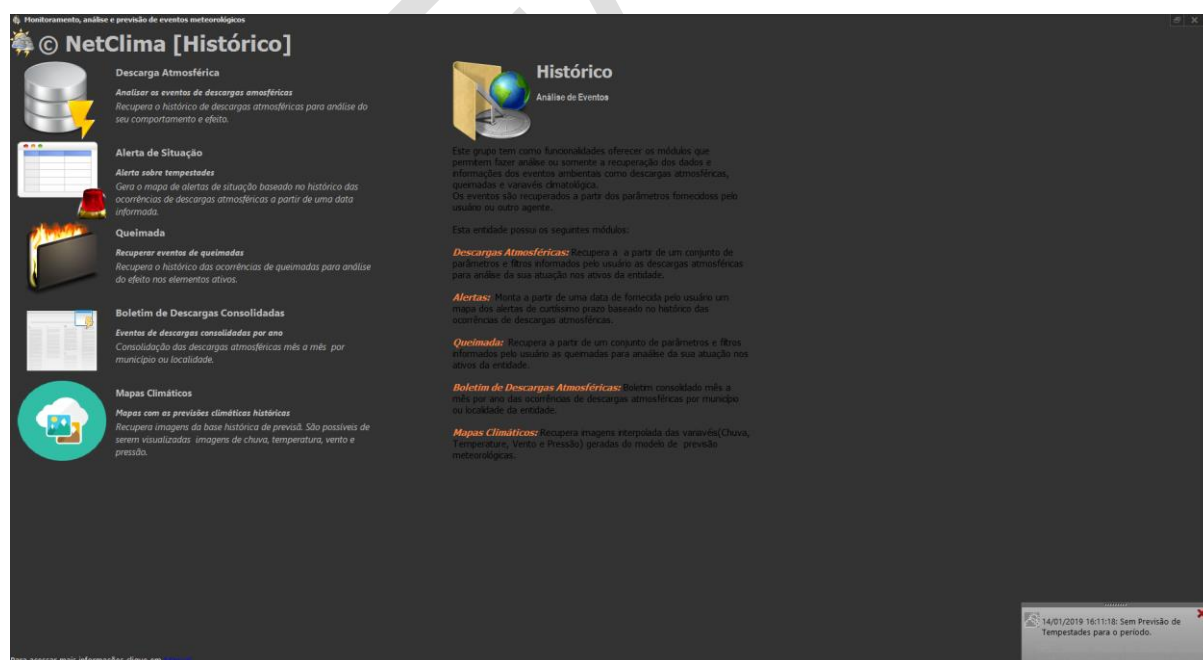 Monitoramento, análise e previsão de eventos meteorológicos
© NetClima [Histórico]
Descarga Atmosférica
Analisar os eventos de descargas amosféricas
Recupera o histórico de descargas atmosféricas para análise do
seu comportamento e efeito.
Alerta de Situação
Alerta sobre tempestades
Gera o mapa de alertas de situação baseado no histórico das
ocorrências de descargas atmosféricas a partir de uma data
informada.
Queimada
Recuperar eventos de queimadas
Recupera o histórico das ocorrências de queimadas para análise
do efeito nos elementos ativos.
Boletim de Descargas Consolidadas
Eventos de descargas consolidadas por ano
Consolidação das descargas atmosféricas mês a mês por
município ou localidade.
Mapas Climáticos
Mapas com as previsões climáticas históricas
Recupera imagens da base histórica de previsã. São possíveis de
serem visualizadas imagens de chuva, temperatura, vento e
pressão.
Histórico
Análise de Eventos
Este grupo tem como funcionalidades oferecer os módulos que
permitem fazer análise ou somente a recuperação dos dados e
informações dos eventos ambientais como descargas atmosféricas,
queimadas e varíavéis climatológica.
Os eventos são recuperados a partir dos parâmetros fornecidoss pelo
usuário ou outro agente.
Esta entidade possui os seguintes módulos:
Descargas Atmosféricas: Recupera a a partir de um conjunto de
parâmetros e filtros informados pelo usuário as descargas atmosféricas
para análise da sua atuação nos ativos da entidade.
Alertas: Monta a partir de uma data de fornecida pelo usuário um
mapa dos alertas de curtíssimo prazo baseado no histórico das
ocorrências de descargas atmosféricas.
Queimada: Recupera a partir de um conjunto de parâmetros e filtros
informados pelo usuário as queimadas para anaálise da sua atuação nos
ativos da entidade.
Boletim de Descargas Atmosféricas: Boletim consolidado mês a
mês por ano das ocorrências de descargas atmosféricas por município
ou localidade da entidade.
Mapas Climáticos: Recupera imagens interpolada das varíavéis(Chuva,
Temperature, Vento e Pressão) geradas do modelo de previsão
meteorológicas.
14/01/2019 16:11:18: Sem Previsão de
Tempestades para o período.
Para acessar mais informações clique em